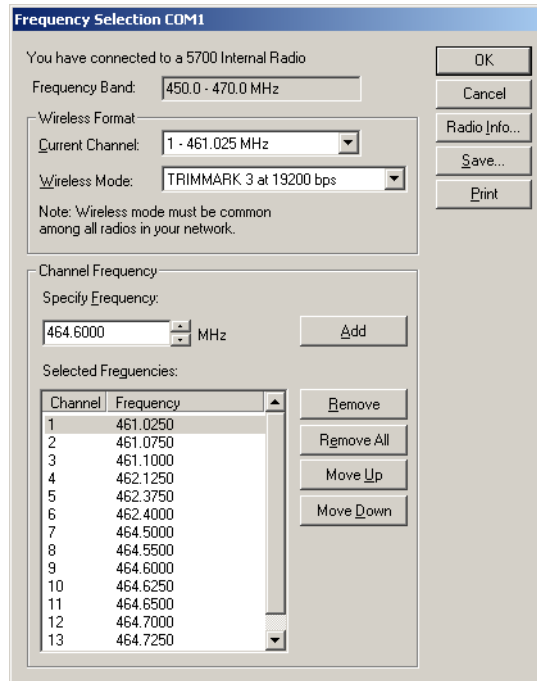 Frequency Selection COM1
You have connected to a 5700 Internal Radio
Frequency Band: 450.0 - 470.0 MHz
Wireless Format
Current Channel: 1 - 461.025 MHz
Wireless Mode: TRIMMARK 3 at 19200 bps
Note: Wireless mode must be common
among all radios in your network.
OK
Cancel
Radio Info...
Save...
Print
Channel Frequency
Specify Frequency:
464.6000 MHz
Add
Selected Frequencies:
Channel Frequency
1 461.0250
2 461.0750
3 461.1000
4 462.1250
5 462.3750
6 462.4000
7 464.5000
8 464.5500
9 464.6000
10 464.6250
11 464.6500
12 464.7000
13 464.7250
Remove
Remove All
Move Up
Move Down